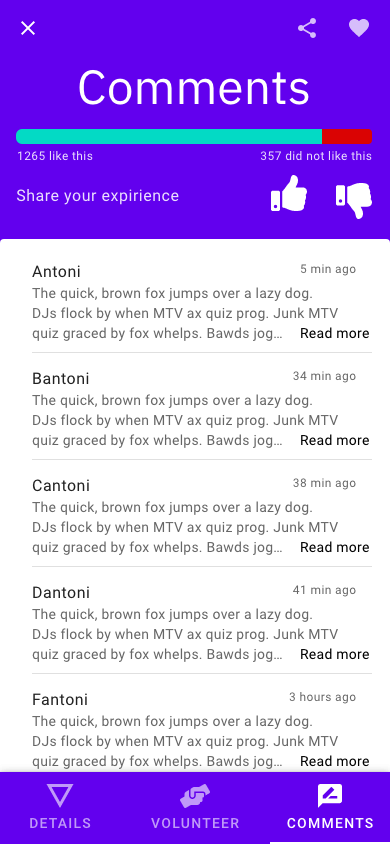 Comments
1265 like this 357 did not like this
Share your expirience
Antoni 5 min ago
The quick, brown fox jumps over a lazy dog.
DJs flock by when MTV ax quiz prog. Junk MTV
quiz graced by fox whelps. Bawds jog... Read more
Bantoni 34 min ago
The quick, brown fox jumps over a lazy dog.
DJs flock by when MTV ax quiz prog. Junk MTV
quiz graced by fox whelps. Bawds jog... Read more
Cantoni 38 min ago
The quick, brown fox jumps over a lazy dog.
DJs flock by when MTV ax quiz prog. Junk MTV
quiz graced by fox whelps. Bawds jog... Read more
Dantoni 41 min ago
The quick, brown fox jumps over a lazy dog.
DJs flock by when MTV ax quiz prog. Junk MTV
quiz graced by fox whelps. Bawds jog... Read more
Fantoni 3 hours ago
The quick, brown fox jumps over a lazy dog.
DJs flock by when MTV ax quiz prog. Junk MTV
quiz graced by fox whelps. Bawds jog... Read more
DETAILS VOLUNTEER COMMENTS